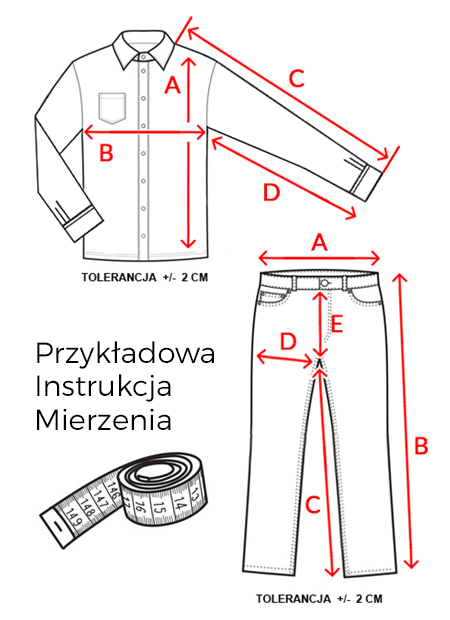 A
C
B
D
TOLERANCJA +/- 2 CM
A
E
D
B
C
TOLERANCJA +/- 2 CM
Przykładowa
Instrukcja
Mierzenia
149
148
147
146
16
15
14
13